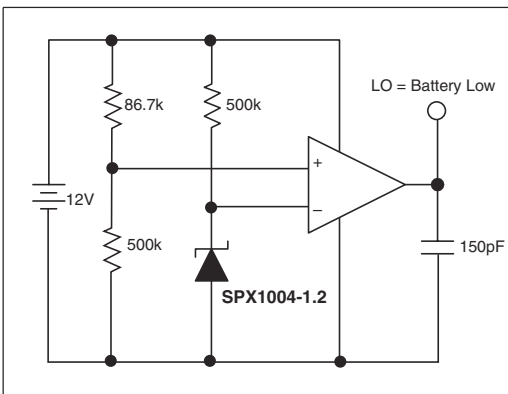 86.7k
500k
LO = Battery Low
+
12V
–
500k
SPX1004-1.2
150pF